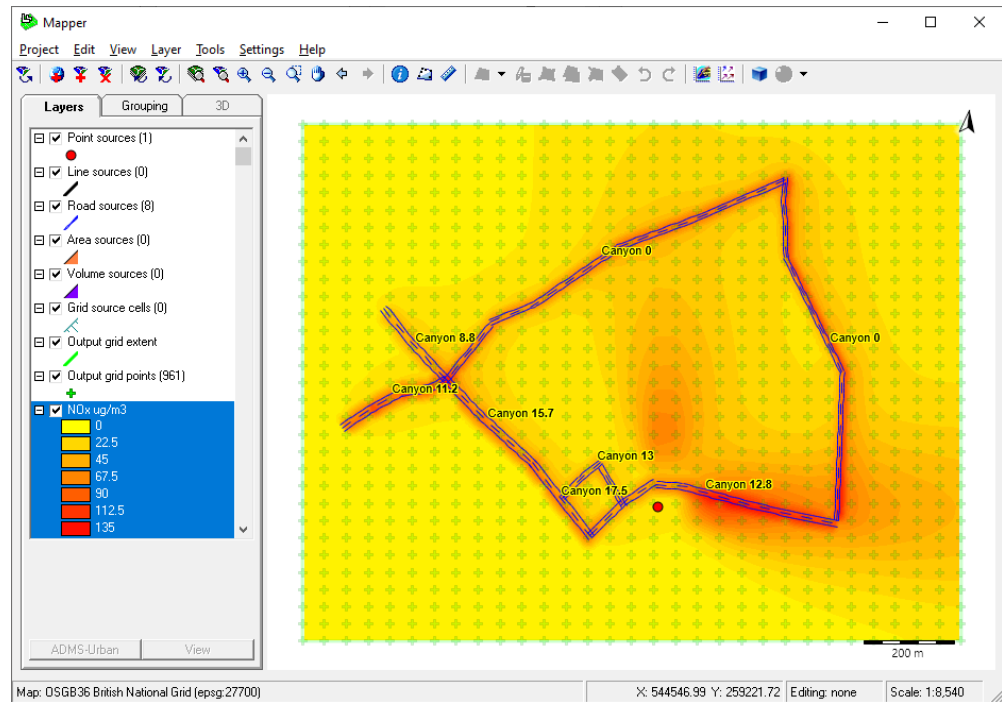 Mapper
Project Edit View Layer Tools Settings Help
Layers Grouping 3D
Point sources (1)
Line sources (0)
Road sources (8)
Area sources (0)
Volume sources (0)
Grid source cells (0)
Output grid extent
Output grid points (961)
NOx ug/m3
0
22.5
45
67.5
90
112.5
135
ADMS-Urban View
Canyon 0
Canyon 8.8
Canyon 0
Canyon 11.2
Canyon 15.7
Canyon 13
Canyon 17.5
Canyon 12.8
200 m
Map: OSGB36 British National Grid (epsg:27700) X: 544546.99 Y: 259221.72 Editing: none Scale: 1:8,540